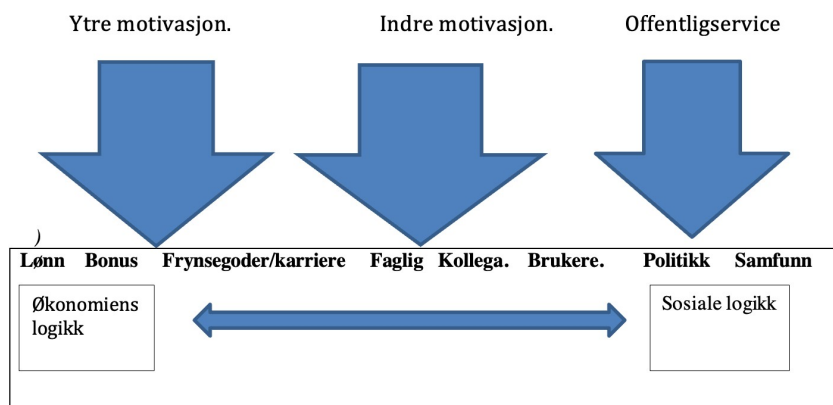 Ytre motivasjon. Indre motivasjon. Offentligservice
)
Lønn Bonus Frynsegoder/karriere Faglig Kollega. Brukere. Politikk Samfunn
Økonomiens
logikk
Sosiale logikk